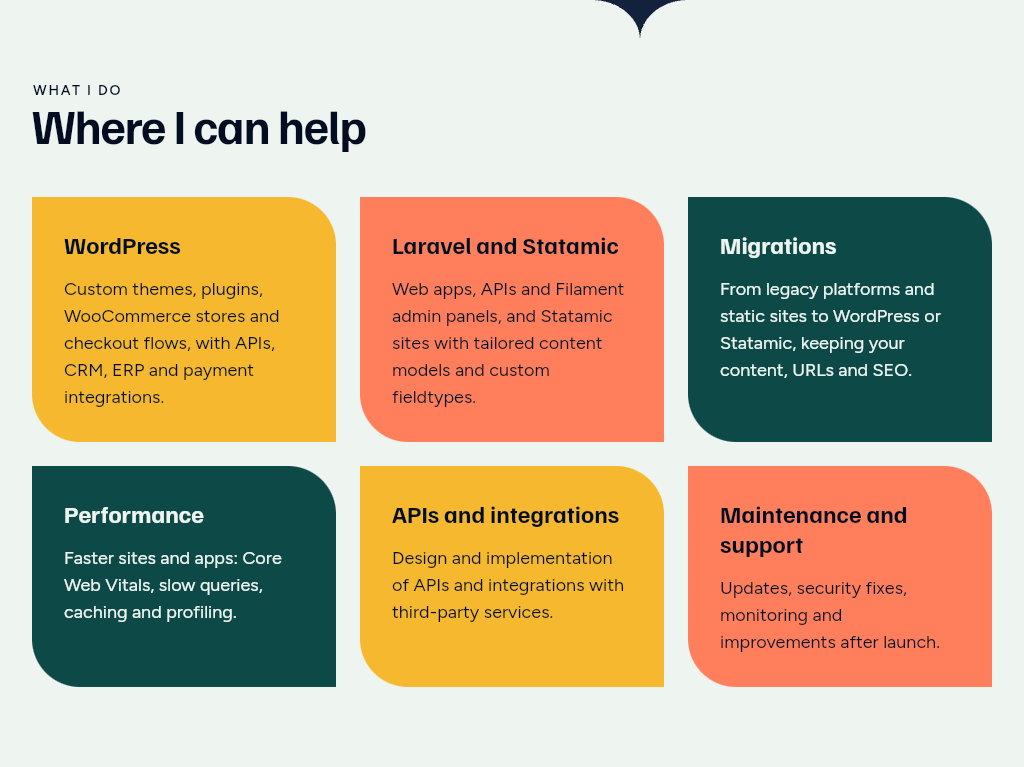 WHAT I DO
Where I can help
WordPress
Custom themes, plugins,
WooCommerce stores and
checkout flows, with APIs,
CRM, ERP and payment
integrations.
Laravel and Statamic
Web apps, APIs and Filament
admin panels, and Statamic
sites with tailored content
models and custom
fieldtypes.
Migrations
From legacy platforms and
static sites to WordPress or
Statamic, keeping your
content, URLs and SEO.
Performance
Faster sites and apps: Core
Web Vitals, slow queries,
caching and profiling.
APIs and integrations
Design and implementation
of APIs and integrations with
third-party services.
Maintenance and
support
Updates, security fixes,
monitoring and
improvements after launch.